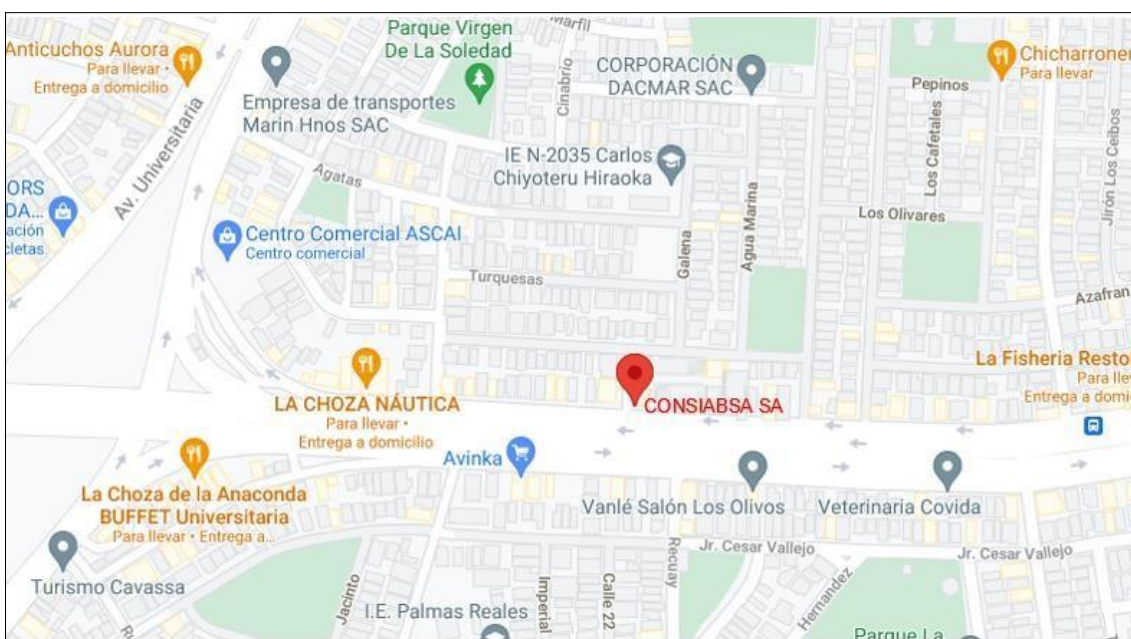 Marfil
Parque Virgen
De La Soledad
Anticuchos Aurora
Para llevar •
Entrega a domicilio
Empresa de transportes
Marin Hnos SAC
Cinabrio
CORPORACIÓN
DACMAR SAC
Chicharroner
Para llevar
Pepinos
Los Cafetales
Jirón Los Ceibos
Av. Universitaria
Agatas
IE N-2035 Carlos
Chiyoteru Hiraoka
ORS
DA...
ación
cletas
Centro Comercial ASCAI
Centro comercial
Galena
Agua Marina
Los Olivares
Turquesas
Azafran
LA CHOZA NÁUTICA
Para llevar •
Entrega a domicilio
CONSIABSA SA
La Fisheria Resto
Para lle
Entrega a domi
Avinka
La Choza de la Anaconda
BUFFET Universitaria
Para llevar • Entrega a...
Vanlé Salón Los Olivos
Veterinaria Covida
Turismo Cavassa
Jacinto
I.E. Palmas Reales
Imperial
Calle 22
Recuay
Jr. Cesar Vallejo
Hernandez
Jr. Cesar Vallejo
Parque La